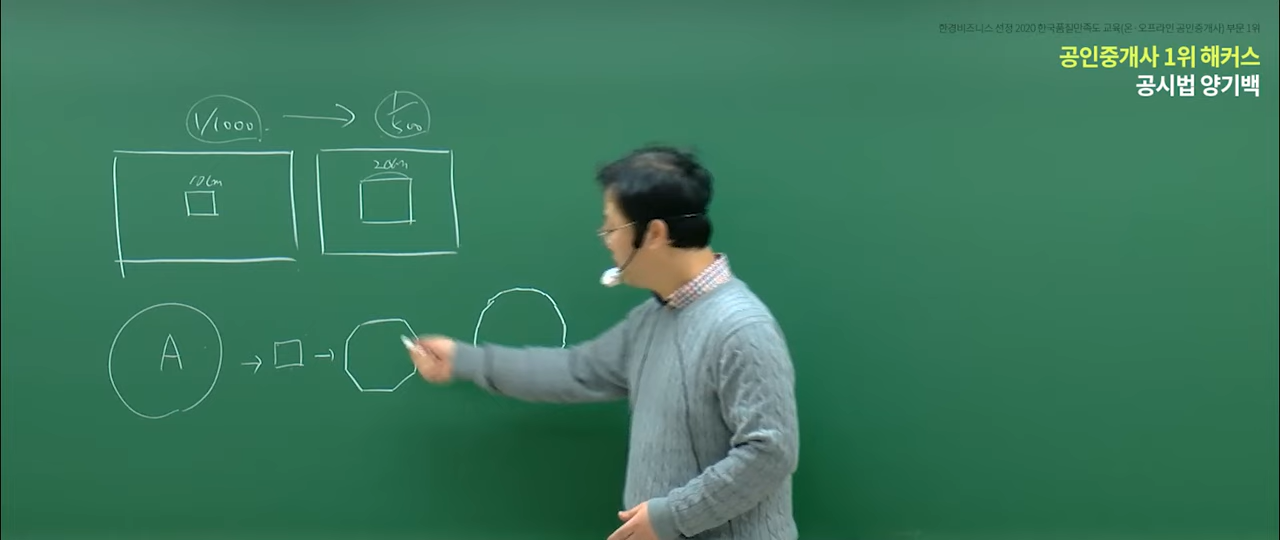 한경비즈니스 선정 2020 한국품질만족도 교육(온·오프라인 공인중개사) 부문 1위
공인중개사 1위 해커스
공시법 양기백
1/1000 1/500
10cm 20cm
A